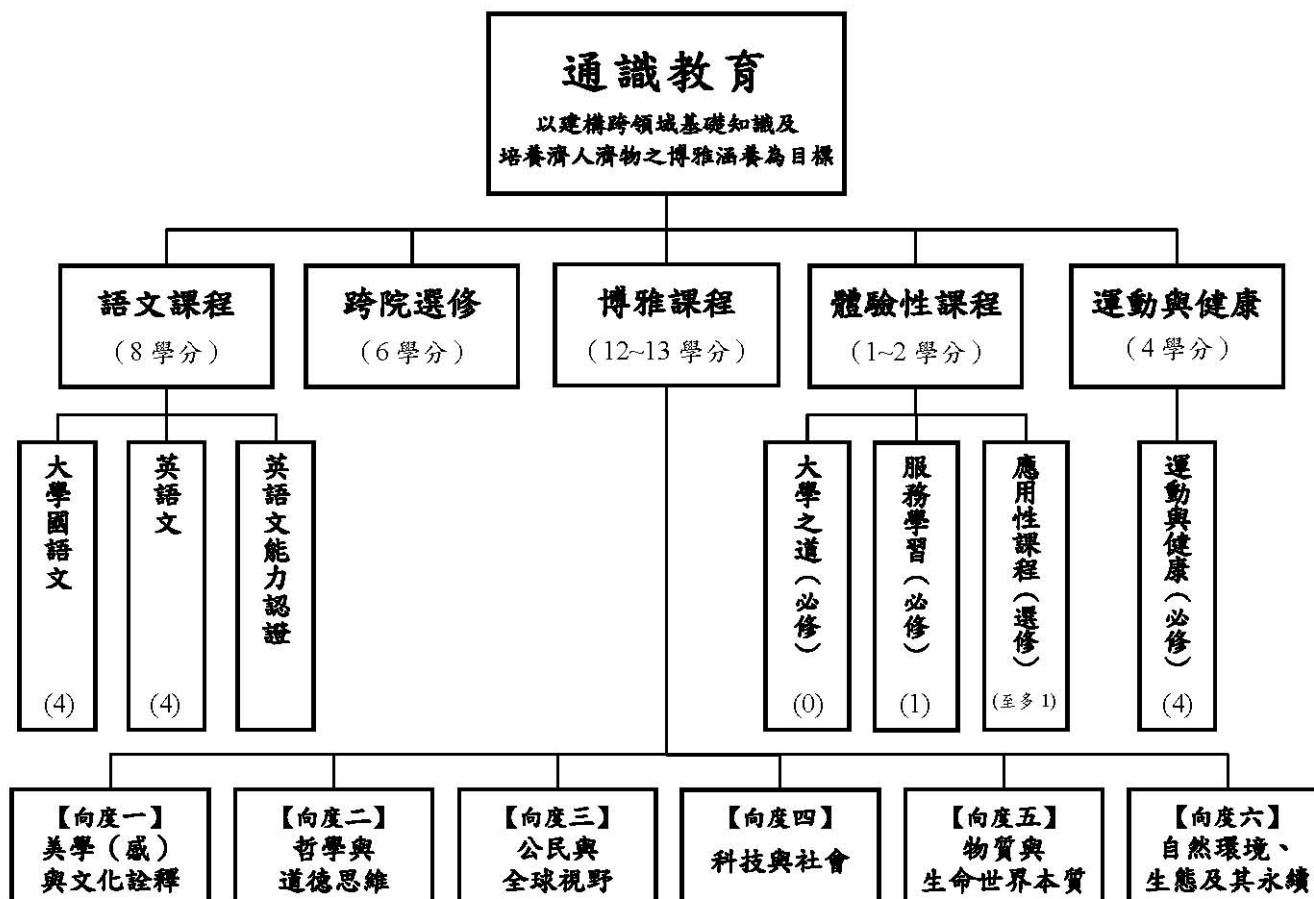 通識教育
以建構跨領域基礎知識及
培養濟人濟物之博雅涵養為目標
語文課程
（8 學分）
跨院選修
（6 學分）
博雅課程
（12~13 學分）
體驗性課程
（1~2 學分）
運動與健康
（4 學分）
大學國語文
(4)
英語文
(4)
英語文能力認證
大學之道（必修）
(0)
服務學習（必修）
(1)
應用性課程（選修）
(至多 1)
運動與健康（必修）
(4)
【向度一】
美學（感）
與文化詮釋
【向度二】
哲學與
道德思維
【向度三】
公民與
全球視野
【向度四】
科技與社會
【向度五】
物質與
生命世界本質
【向度六】
自然環境、
生態及其永續